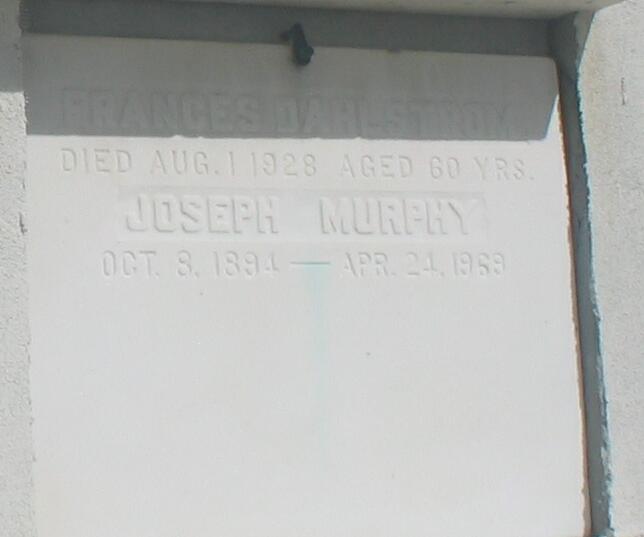 FRANCES DAHLSTROM
DIED AUG. 1 1928 AGED 60 YRS.
JOSEPH MURPHY
OCT. 8, 1894 — APR. 24, 1969